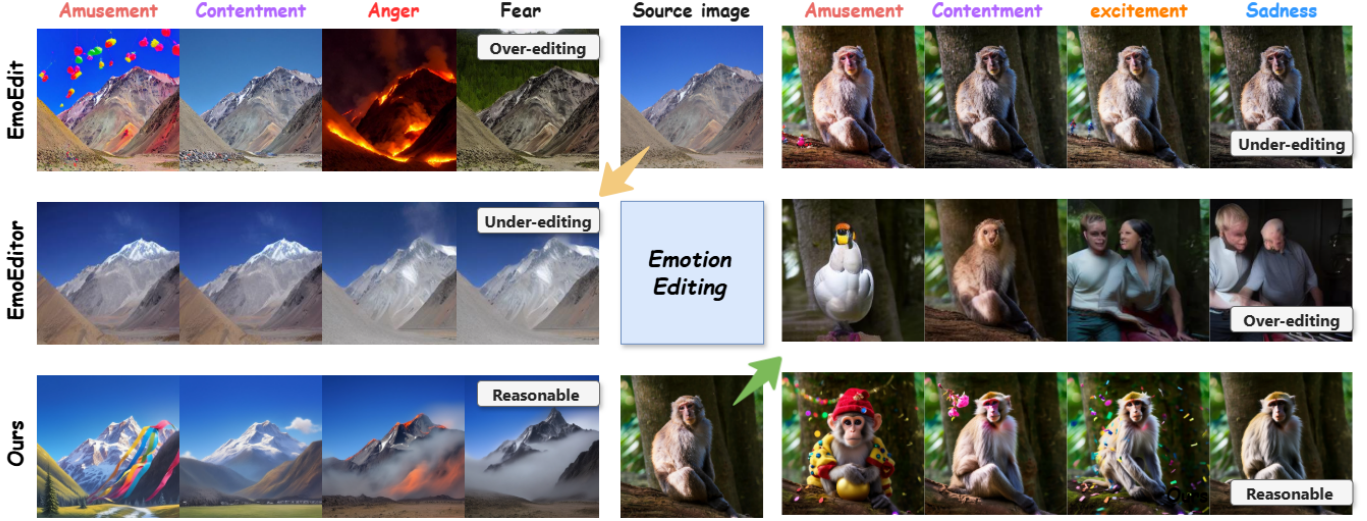 Amusement Contentment Anger Fear Source image Amusement Contentment excitement Sadness
EmoEdit
Over-editing
Under-editing
EmoEditor
Under-editing
Emotion
Editing
Over-editing
Ours
Reasonable
Ours
Reasonable